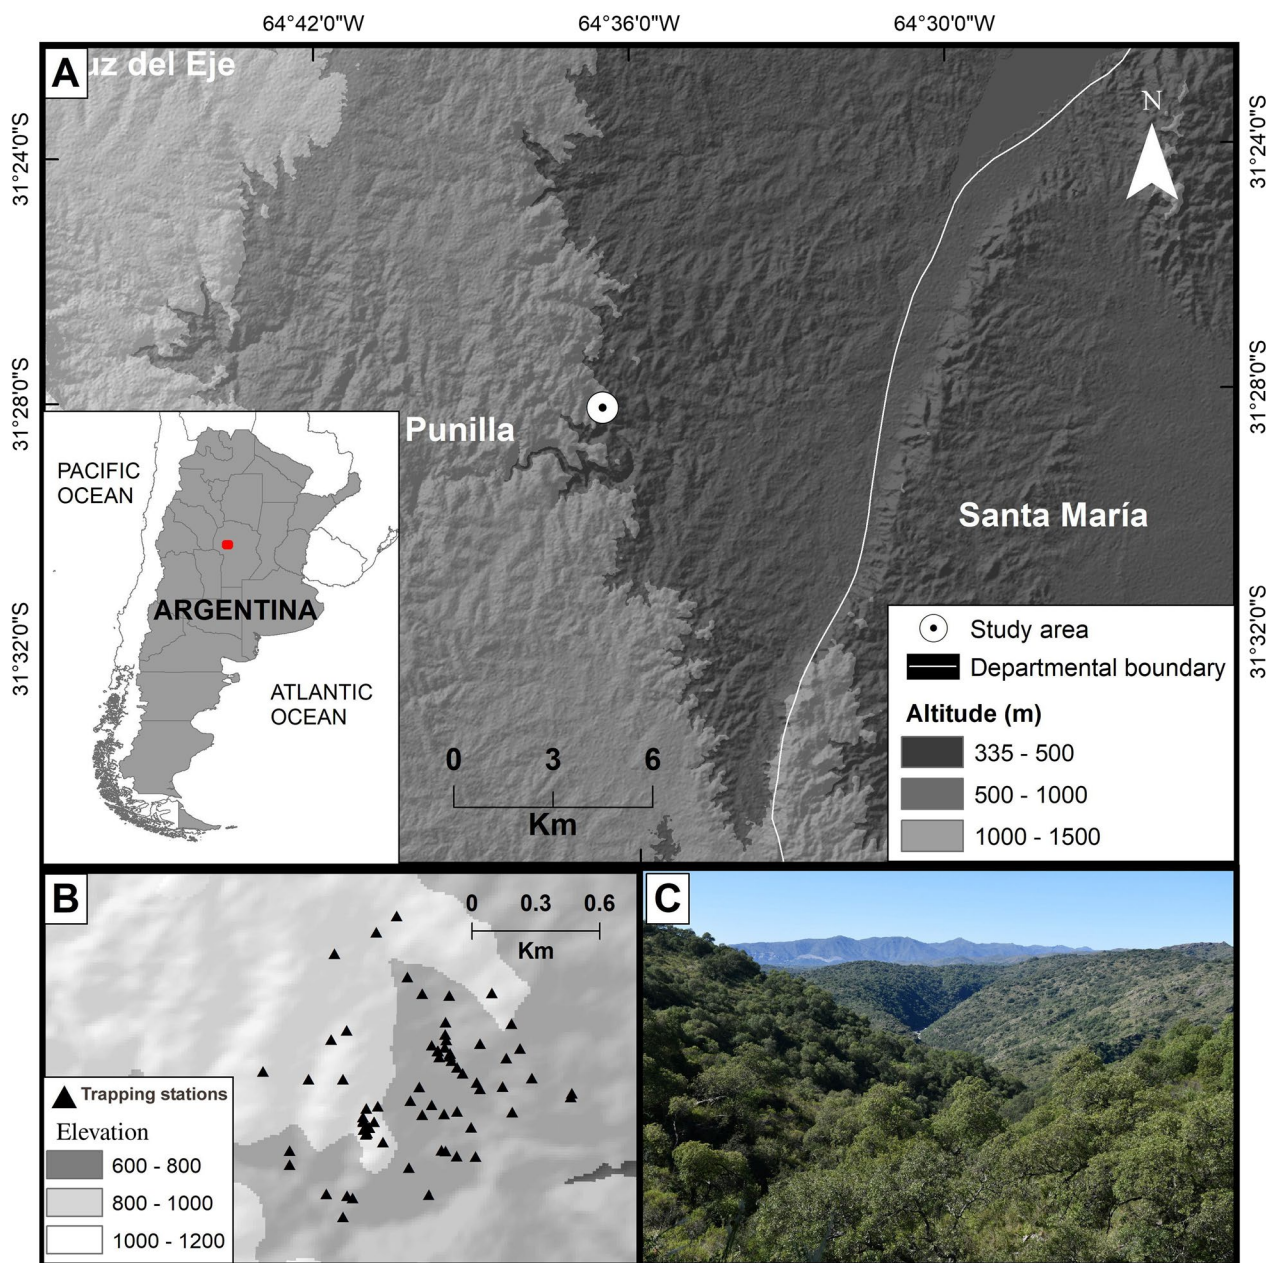 64°42'0"W 64°36'0"W 64°30'0"W
A
uz del Eje
N
31°24'0"S
31°24'0"S
31°28'0"S
31°28'0"S
Punilla
PACIFIC
OCEAN
Santa María
ARGENTINA
31°32'0"S
31°32'0"S
Study area
Departmental boundary
ATLANTIC
OCEAN
Altitude (m)
335 - 500
500 - 1000
1000 - 1500
0 3 6
Km
B
0 0.3 0.6
Km
Trapping stations
Elevation
600 - 800
800 - 1000
1000 - 1200
C